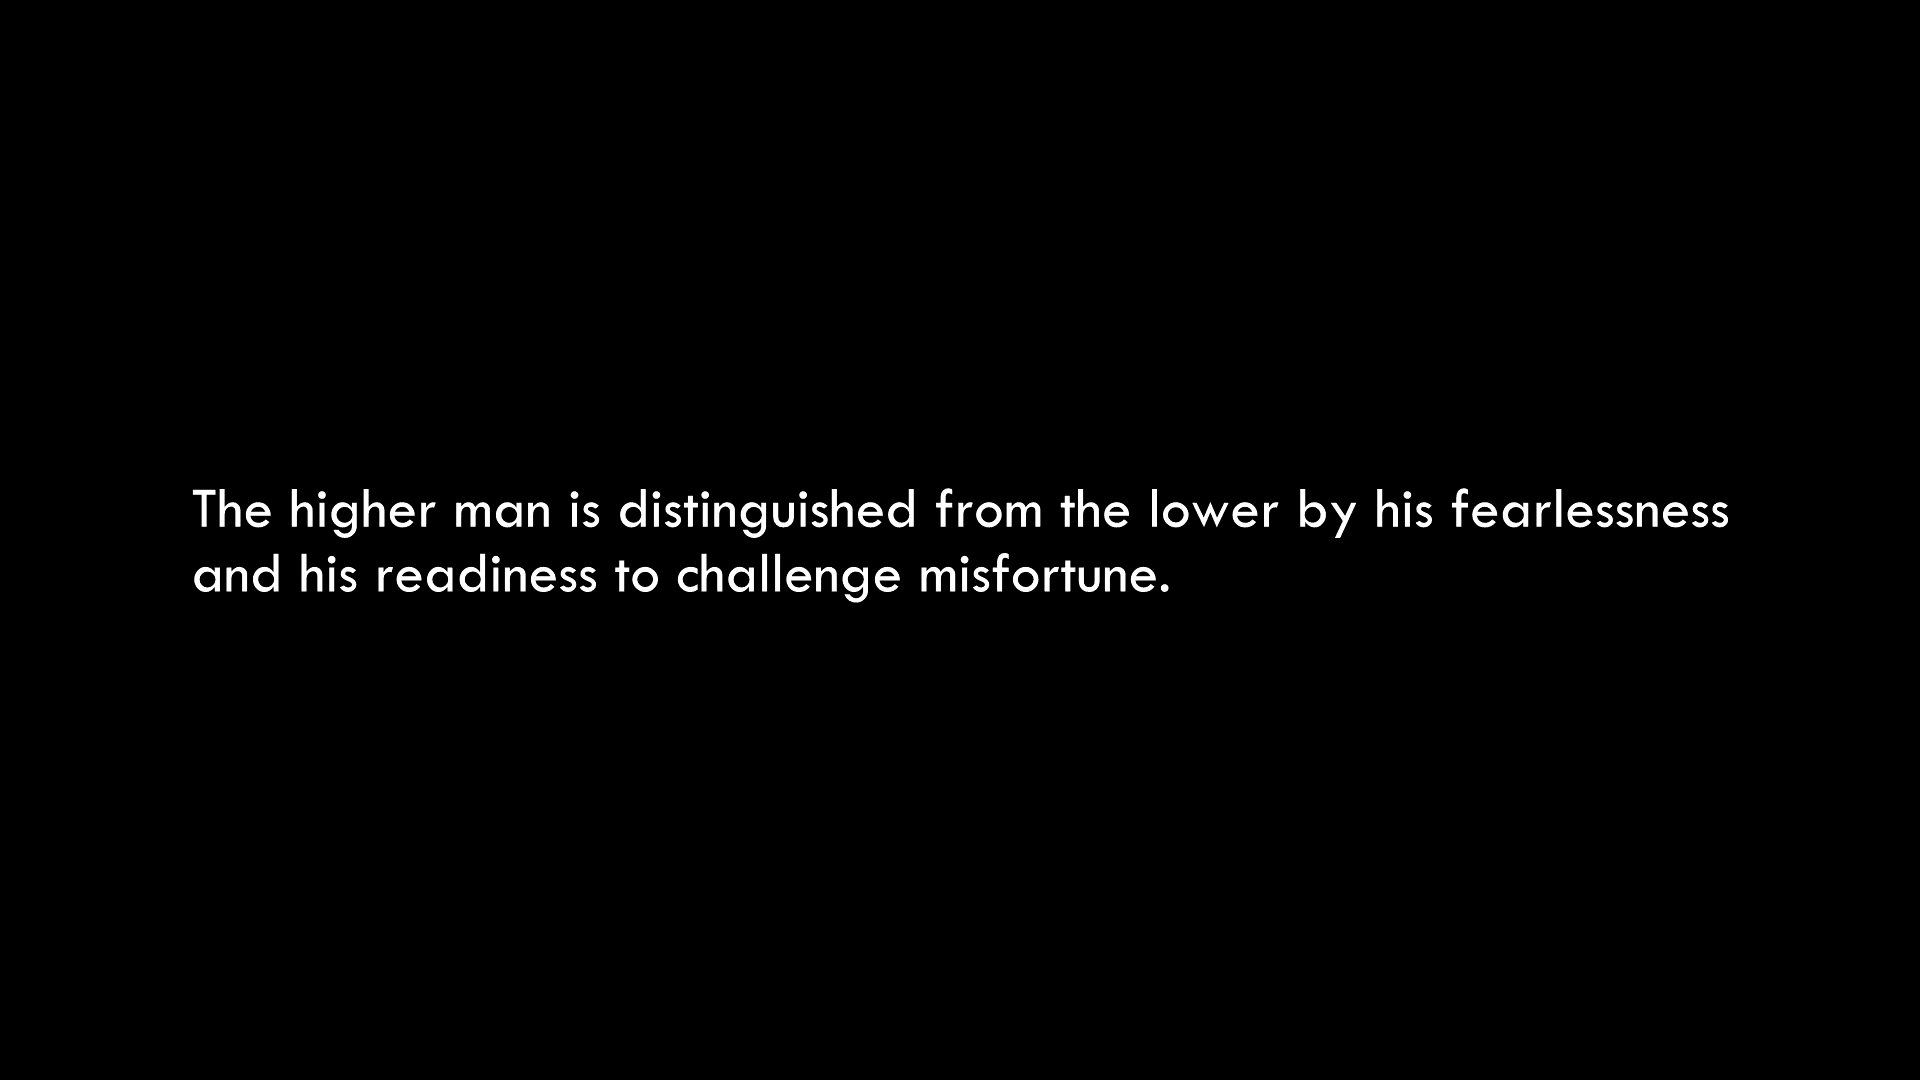 The higher man is distinguished from the lower by his fearlessness
and his readiness to challenge misfortune.